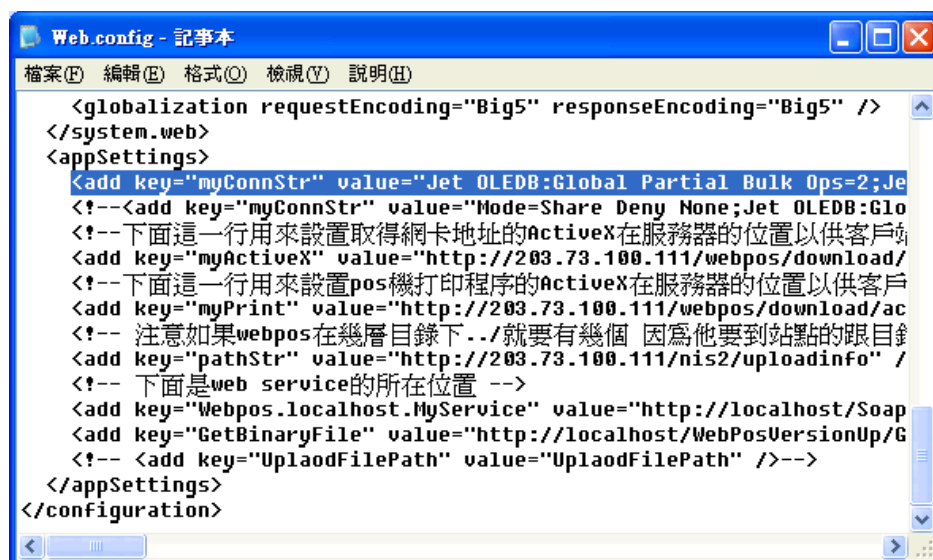 Web.config - 記事本
檔案(F) 編輯(E) 格式(O) 檢視(V) 説明(H)
<globalization requestEncoding="Big5" responseEncoding="Big5" />
</system.web>
<appSettings>
<add key="myConnStr" value="Jet OLEDB:Global Partial Bulk Ops=2;Je
<!--<add key="myConnStr" value="Mode=Share Deny None;Jet OLEDB:Glo
<!--下面這一行用來設置取得網卡地址的ActiveX在服務器的位置以供客戶站
<add key="myActiveX" value="http://203.73.100.111/webpos/download/
<!--下面這一行用來設置pos機打印程序的ActiveX在服務器的位置以供客戶
<add key="myPrint" value="http://203.73.100.111/webpos/download/ac
<!-- 注意如果webpos在幾層目錄下../就要有幾個 因爲他要到站點的跟目錄
<add key="pathStr" value="http://203.73.100.111/nis2/uploadinfo" /
<!-- 下面是web service的所在位置 -->
<add key="Webpos.localhost.MyService" value="http://localhost/Soap
<add key="GetBinaryFile" value="http://localhost/WebPosVersionUp/G
<!-- <add key="UplaodFilePath" value="UplaodFilePath" />-->
</appSettings>
</configuration>